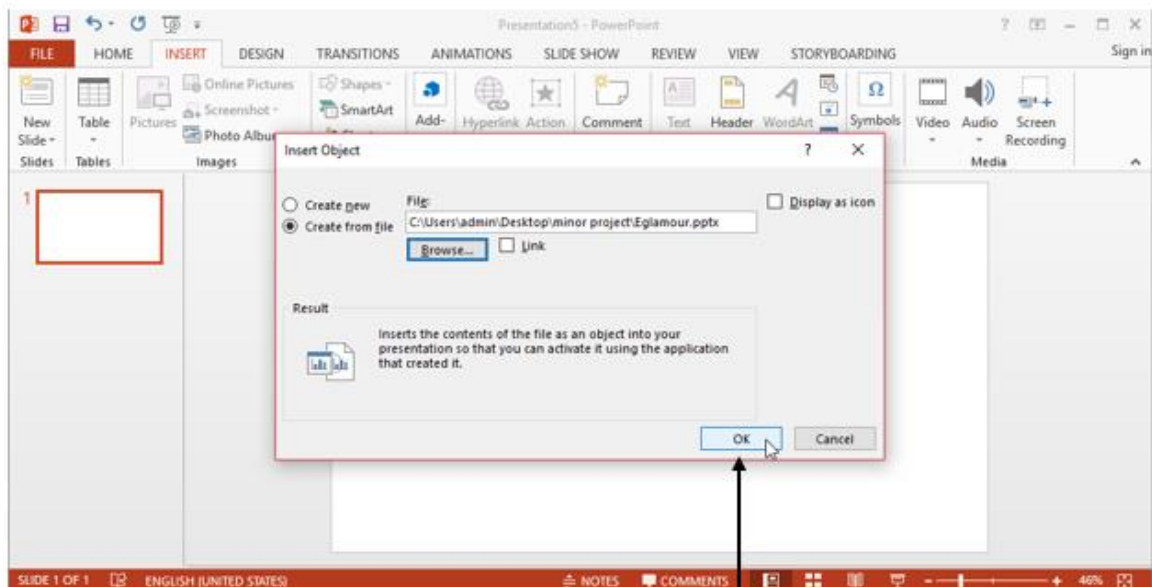 Presentation5 - PowerPoint
FILE HOME INSERT DESIGN TRANSITIONS ANIMATIONS SLIDE SHOW REVIEW VIEW STORYBOARDING Sign in
New Slide
Table
Pictures
Online Pictures
Screenshot
Photo Albu
Shapes
SmartArt
Add-
Hyperlink
Action
Comment
Text
Header
WordArt
Symbols
Video
Audio
Screen Recording
Slides Tables Images Media
Insert Object ? ×
Create new
Create from file
File:
C:\Users\admin\Desktop\minor project\Eglamour.pptx
Browse... Link
Display as icon
Result
Inserts the contents of the file as an object into your
presentation so that you can activate it using the application
that created it.
OK Cancel
1
SLIDE 1 OF 1 ENGLISH (UNITED STATES) NOTES COMMENTS 46%